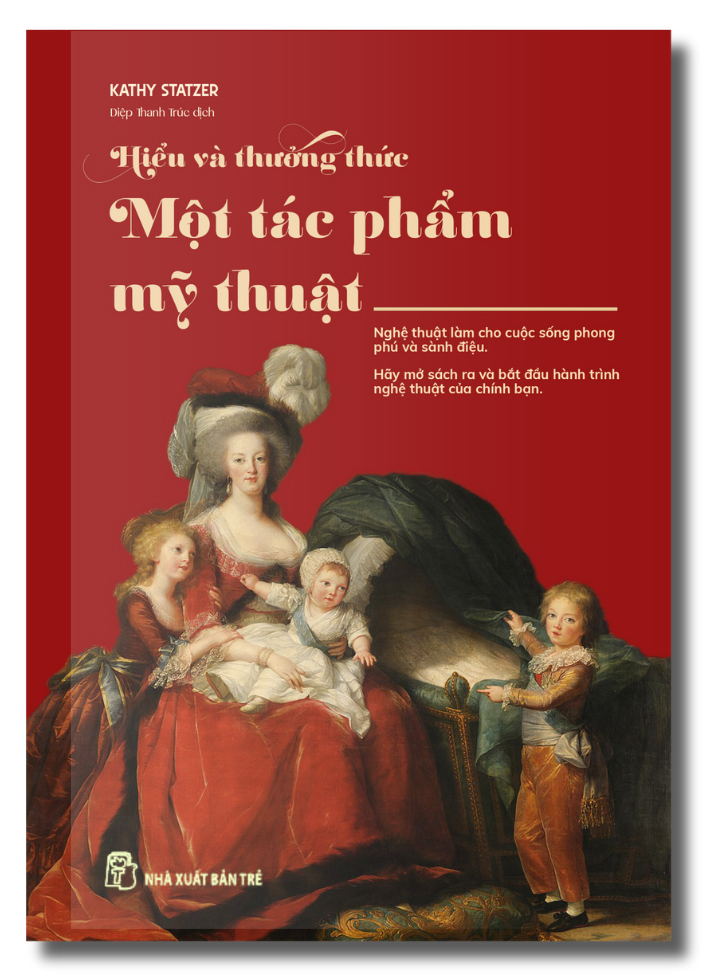 KATHY STATZER
Diệp Thanh Trúc dịch
Hiểu và thưởng thức
Một tác phẩm
mỹ thuật
Nghệ thuật làm cho cuộc sống phong
phú và sành điệu.
Hãy mở sách ra và bắt đầu hành trình
nghệ thuật của chính bạn.
NHÀ XUẤT BẢN TRẺ